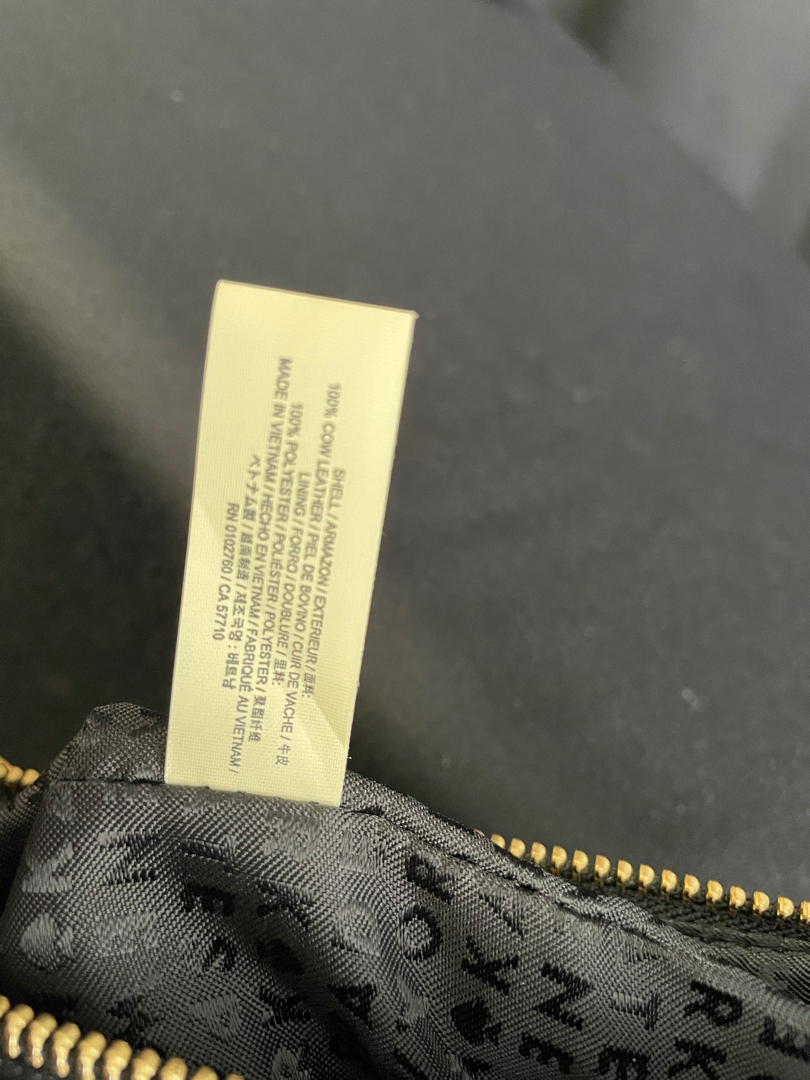 SHELL / ARMAZON / EXTERIEUR / 面料:
100% COW LEATHER / PIEL DE BOVINO / CUIR DE VACHE / 牛皮
LINING / FORRO / DOUBLURE / 里料:
100% POLYESTER / POLIÉSTER / POLYESTER / 聚酯纤维
MADE IN VIETNAM / HECHO EN VIETNAM / FABRIQUÉ AU VIETNAM /
ベトナム製 / 越南制造 / 제조국명 : 베트남
RN 0102760 / CA 57710